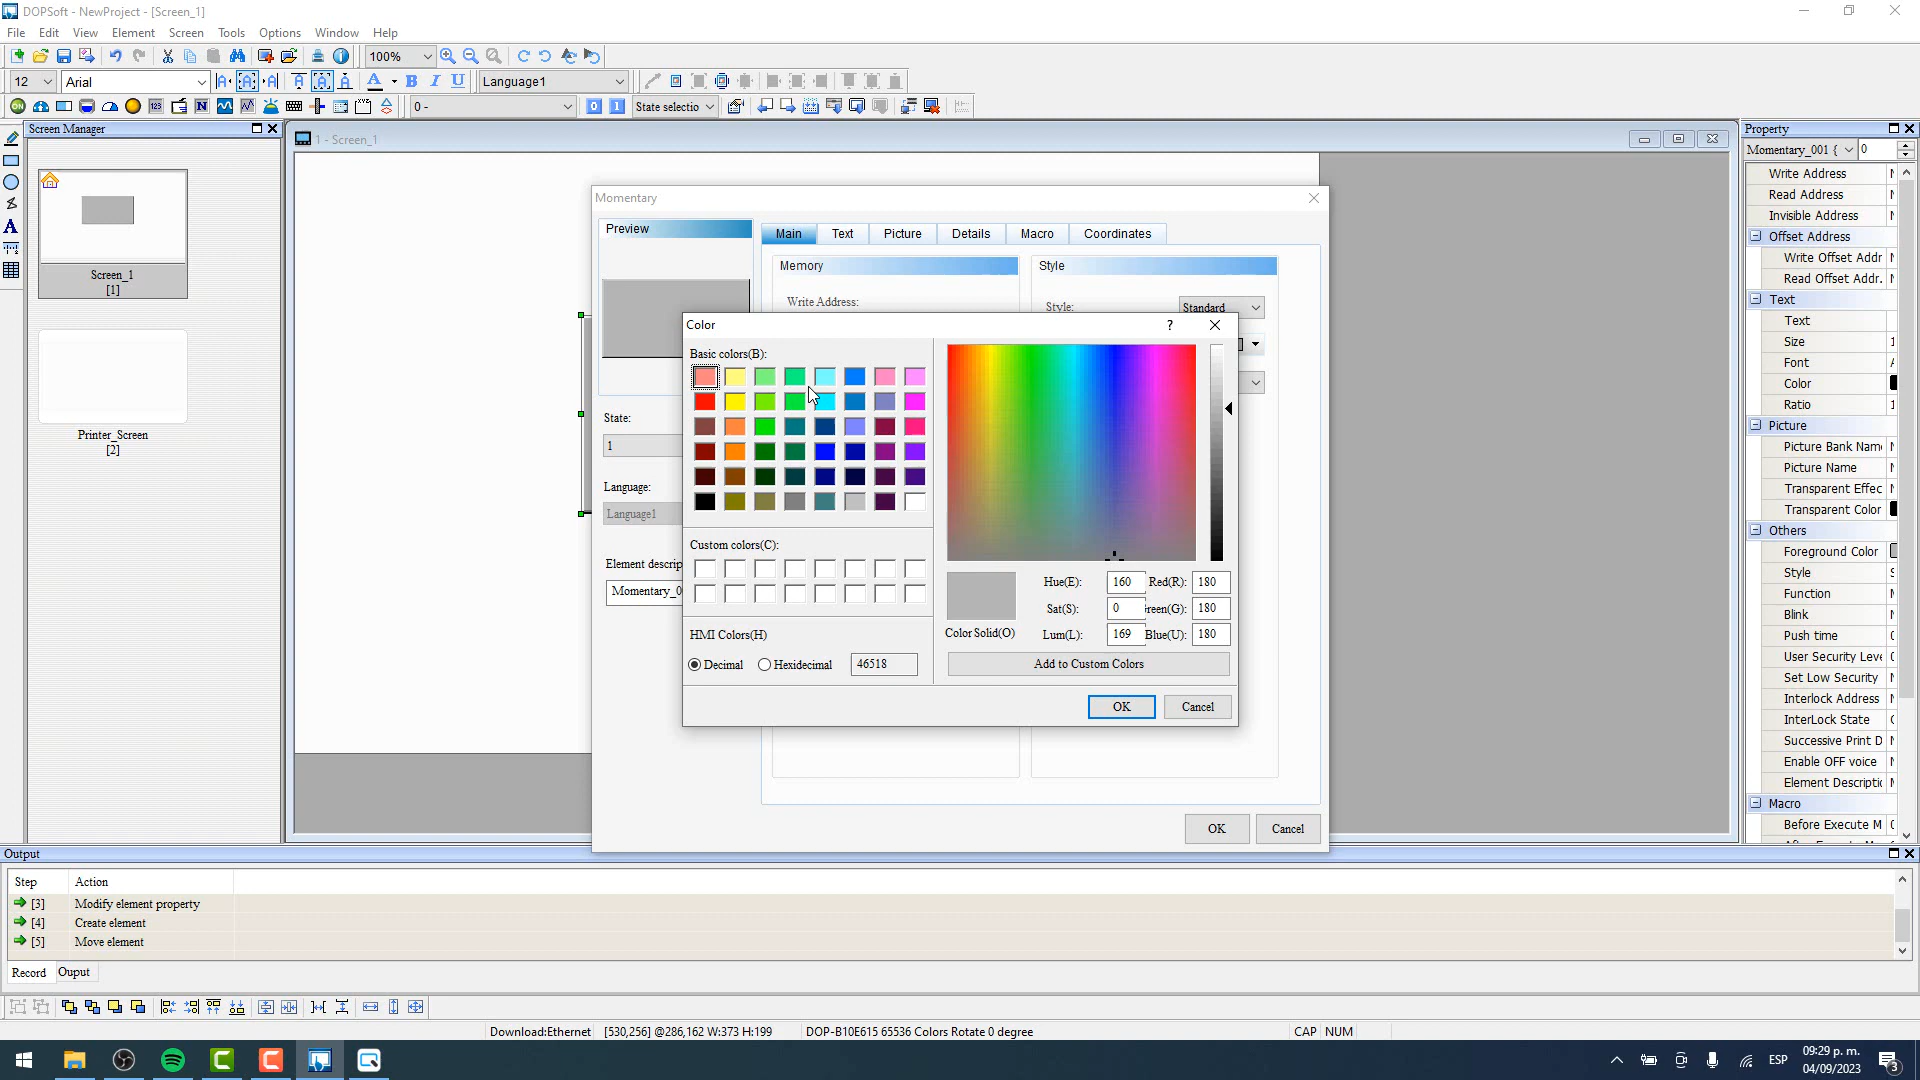 DOPSoft - NewProject - [Screen_1]
File Edit View Element Screen Tools Options Window Help
100%
12 Arial Language1
0 - State selectio
Screen Manager
Screen_1
[1]
Printer_Screen
[2]
1 - Screen_1
Momentary
Preview
Main Text Picture Details Macro Coordinates
Memory
Style
Write Address:
Style: Standard
State:
1
Language:
Language1
Element descrip
Momentary_0
OK Cancel
Color
Basic colors(B):
Custom colors(C):
HMI Colors(H)
Decimal Hexidecimal 46518
Color Solid(O)
Hue(E): 160 Red(R): 180
Sat(S): 0 reen(G): 180
Lum(L): 169 Blue(U): 180
Add to Custom Colors
OK Cancel
Property
Momentary_001 { 0
Write Address
Read Address
Invisible Address
Offset Address
Write Offset Addr
Read Offset Addr.
Text
Text
Size 1
Font
Color
Ratio 1
Picture
Picture Bank Name
Picture Name
Transparent Effec
Transparent Color
Others
Foreground Color
Style
Function
Blink
Push time
User Security Leve
Set Low Security
Interlock Address
InterLock State
Successive Print D
Enable OFF voice
Element Descripti
Macro
Before Execute M
Output
Step Action
[3] Modify element property
[4] Create element
[5] Move element
Record Ouput
Download:Ethernet [530,256] @286,162 W:373 H:199 DOP-B10E615 65536 Colors Rotate 0 degree CAP NUM
ESP 09:29 p. m.
04/09/2023
3